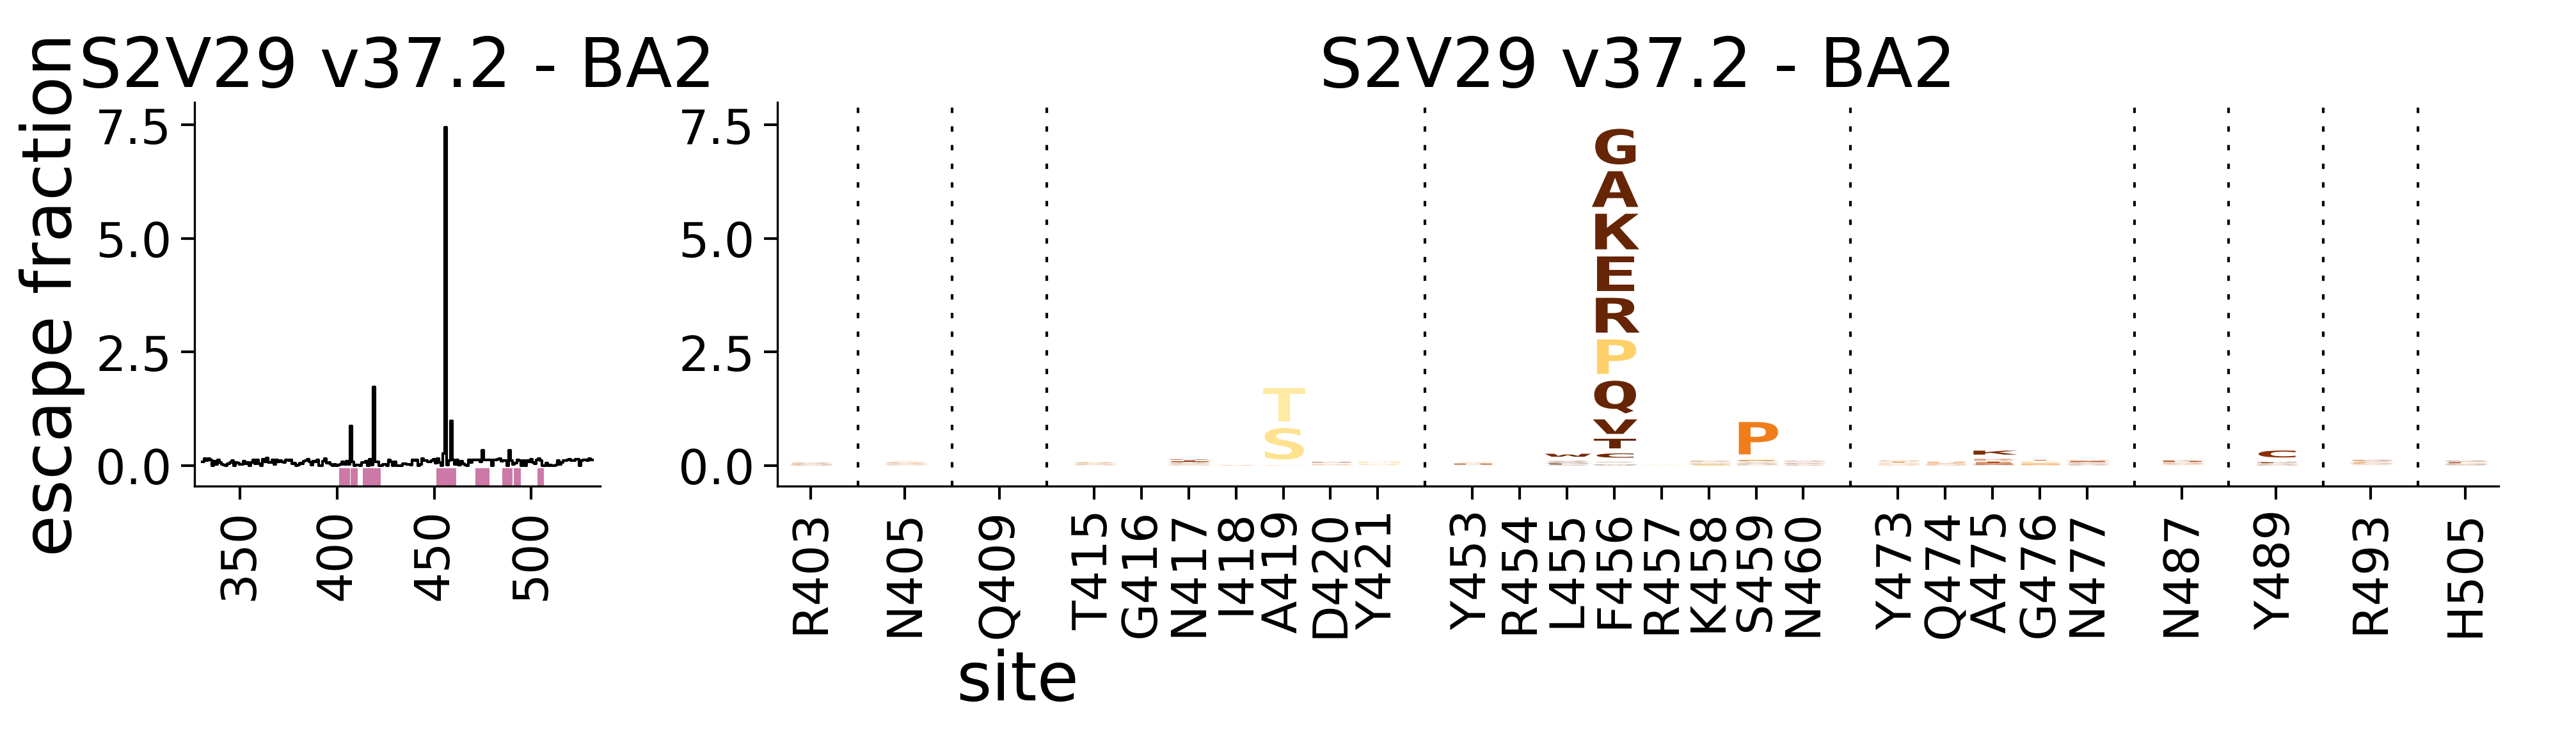 S2V29 v37.2 - BA2
S2V29 v37.2 - BA2
escape fraction
7.5
5.0
2.5
0.0
350
400
450
500
7.5
5.0
2.5
0.0
T
S
G
A
K
E
R
P
Q
V
T
C
W
P
K
C
R403
N405
Q409
T415
G416
N417
I418
A419
D420
Y421
Y453
R454
L455
F456
R457
K458
S459
N460
Y473
Q474
A475
G476
N477
N487
Y489
R493
H505
site